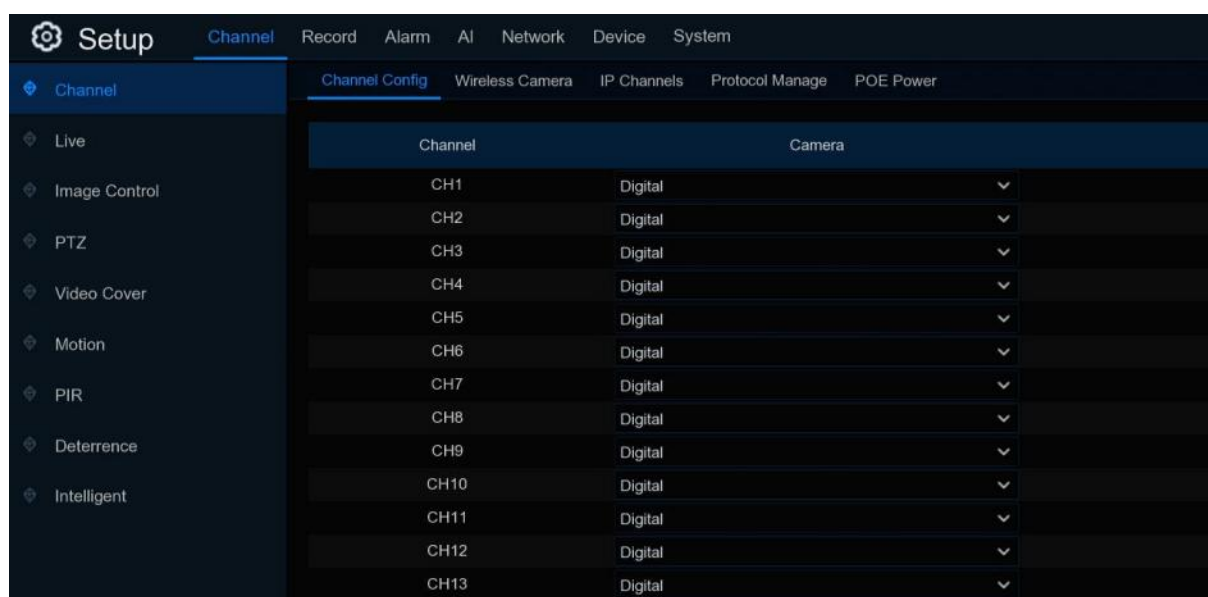 Setup Channel Record Alarm AI Network Device System
Channel Config Wireless Camera IP Channels Protocol Manage POE Power
Channel
Live
Image Control
PTZ
Video Cover
Motion
PIR
Deterrence
Intelligent
Channel Camera
CH1 Digital
CH2 Digital
CH3 Digital
CH4 Digital
CH5 Digital
CH6 Digital
CH7 Digital
CH8 Digital
CH9 Digital
CH10 Digital
CH11 Digital
CH12 Digital
CH13 Digital